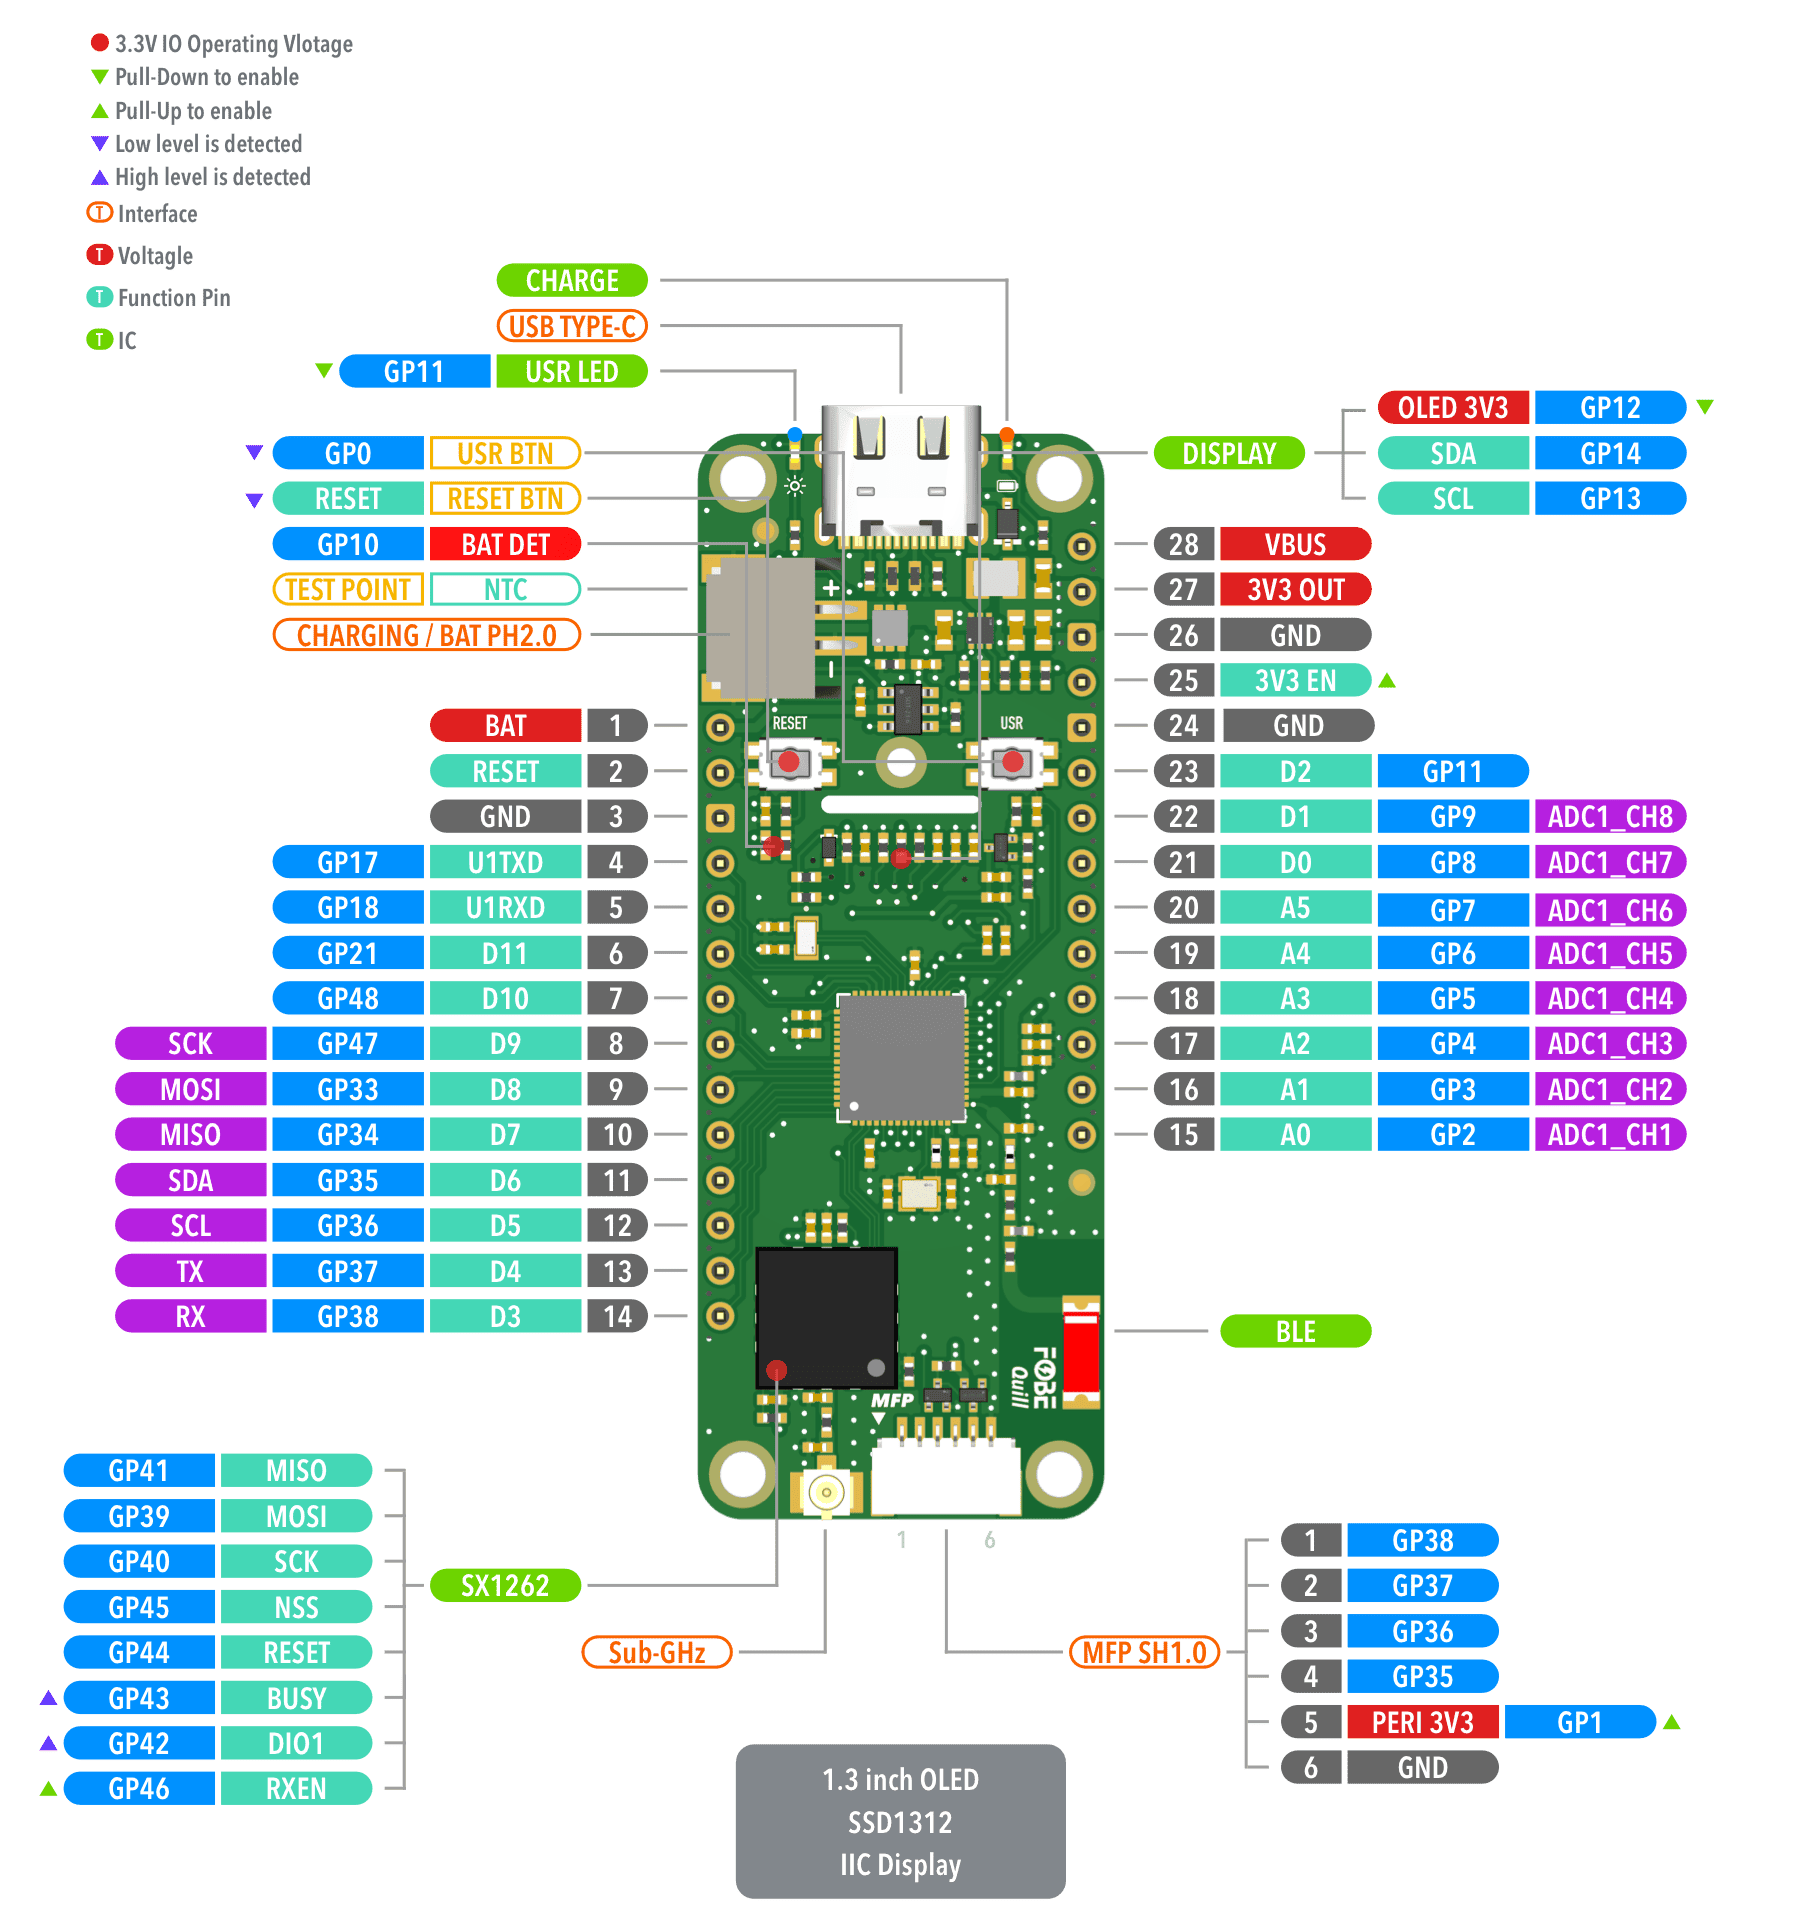 3.3V IO Operating Vlotage
Pull-Down to enable
Pull-Up to enable
Low level is detected
High level is detected
T Interface
T Voltagle
T Function Pin
T IC
CHARGE
USB TYPE-C
GP11 USR LED
GP0 USR BTN
RESET RESET BTN
GP10 BAT DET
TEST POINT NTC
CHARGING / BAT PH2.0
BAT 1
RESET 2
GND 3
GP17 U1TXD 4
GP18 U1RXD 5
GP21 D11 6
GP48 D10 7
SCK GP47 D9 8
MOSI GP33 D8 9
MISO GP34 D7 10
SDA GP35 D6 11
SCL GP36 D5 12
TX GP37 D4 13
RX GP38 D3 14
+
RESET
USR
MFP
FOBE
Quill
1
6
DISPLAY
OLED 3V3 GP12
SDA GP14
SCL GP13
28 VBUS
27 3V3 OUT
26 GND
25 3V3 EN
24 GND
23 D2 GP11
22 D1 GP9 ADC1_CH8
21 D0 GP8 ADC1_CH7
20 A5 GP7 ADC1_CH6
19 A4 GP6 ADC1_CH5
18 A3 GP5 ADC1_CH4
17 A2 GP4 ADC1_CH3
16 A1 GP3 ADC1_CH2
15 A0 GP2 ADC1_CH1
BLE
GP41 MISO
GP39 MOSI
GP40 SCK
GP45 NSS
GP44 RESET
GP43 BUSY
GP42 DIO1
GP46 RXEN
SX1262
Sub-GHz
MFP SH1.0
1 GP38
2 GP37
3 GP36
4 GP35
5 PERI 3V3 GP1
6 GND
1.3 inch OLED
SSD1312
IIC Display